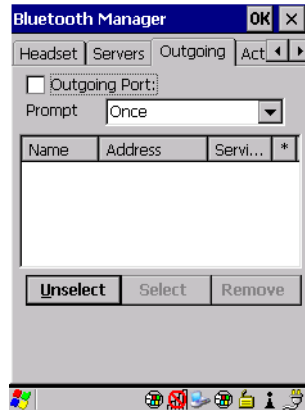 Bluetooth Manager OK ×
Headset Servers Outgoing Act
Outgoing Port:
Prompt Once
Name Address Servi... *
Unselect Select Remove